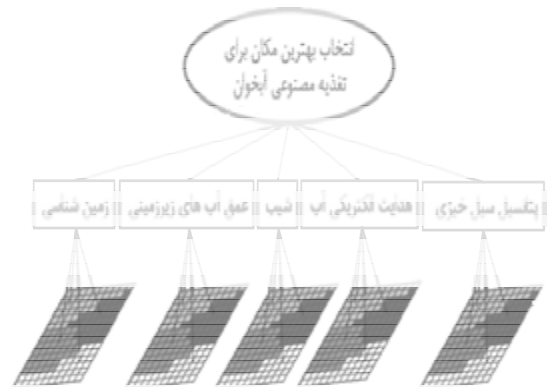 انتخاب بهترین مکان برای
تغذیه مصنوعی آبخوان
پتانسیل سیل خیزی
هدایت الکتریکی آب
شیب
عمق آب های زیرزمینی
زمین شناسی